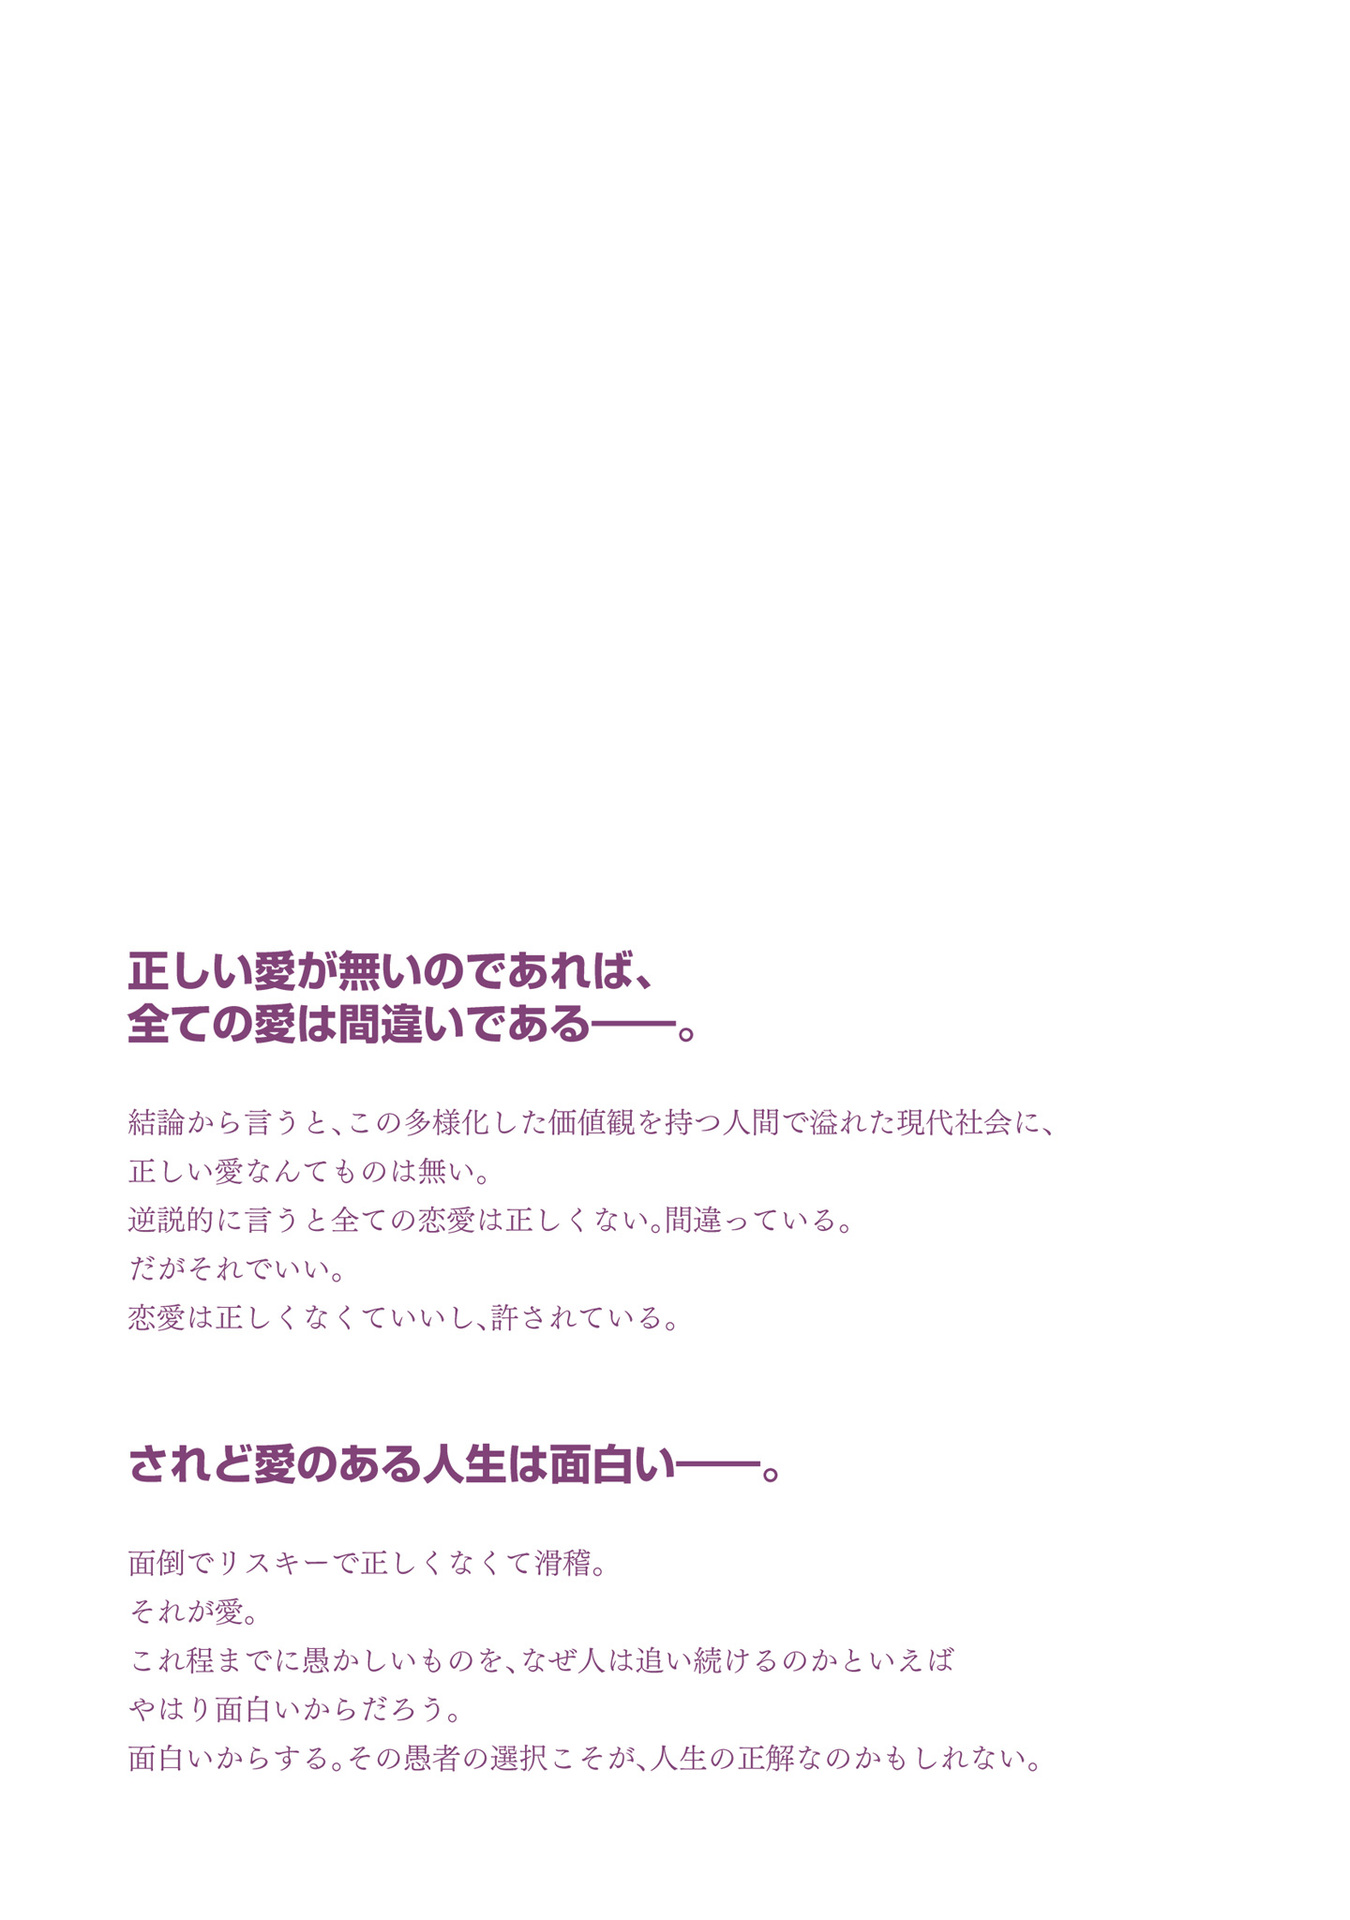 正しい愛が無いのであれば、
全ての愛は間違いである——。
結論から言うと、この多様化した価値観を持つ人間で溢れた現代社会に、
正しい愛なんてものは無い。
逆説的に言うと全ての恋愛は正しくない。間違っている。
だがそれでいい。
恋愛は正しくなくていいし、許されている。
されど愛のある人生は面白い——。
面倒でリスキーで正しくなくて滑稽。
それが愛。
これ程までに愚かしいものを、なぜ人は追い続けるのかといえば
やはり面白いからだろう。
面白いからする。その愚者の選択こそが、人生の正解なのかもしれない。